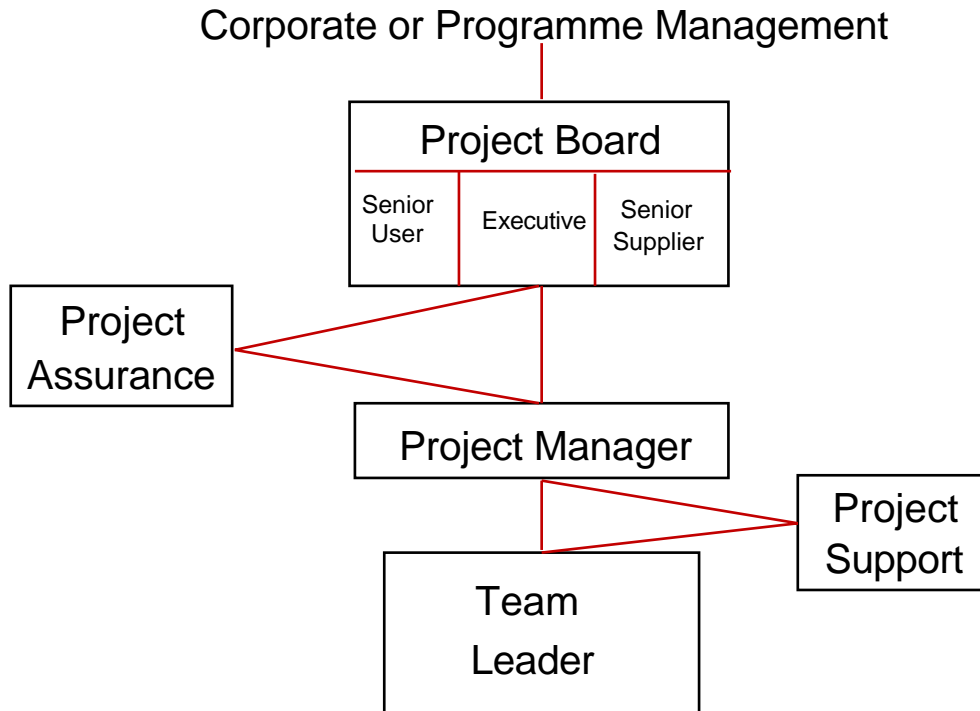 Corporate or Programme Management
Project Board
Senior
User
Executive
Senior
Supplier
Project
Assurance
Project Manager
Project
Support
Team
Leader